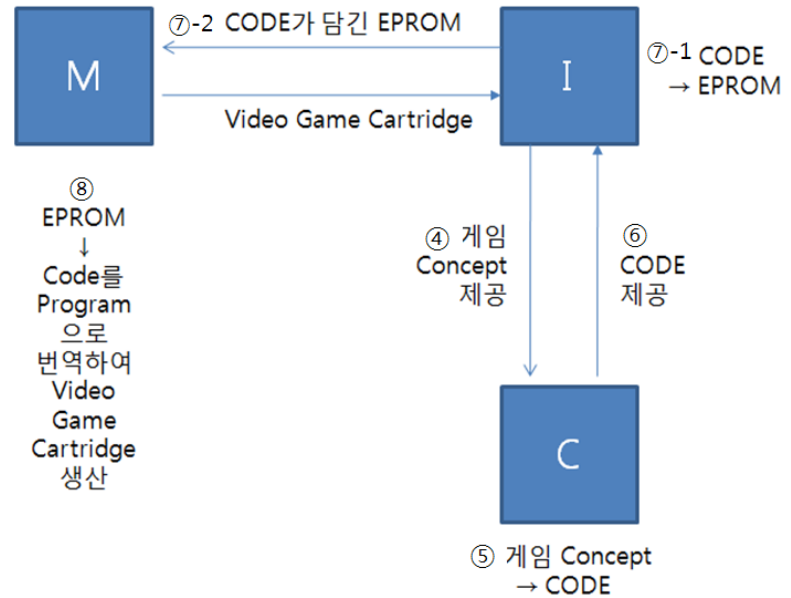 ⑦-2 CODE가 담긴 EPROM
M
I
⑦-1 CODE
→ EPROM
Video Game Cartridge
⑧
EPROM
↓
Code를
Program
으로
번역하여
Video
Game
Cartridge
생산
④ 게임
Concept
제공
⑥
CODE
제공
C
⑤ 게임 Concept
→ CODE